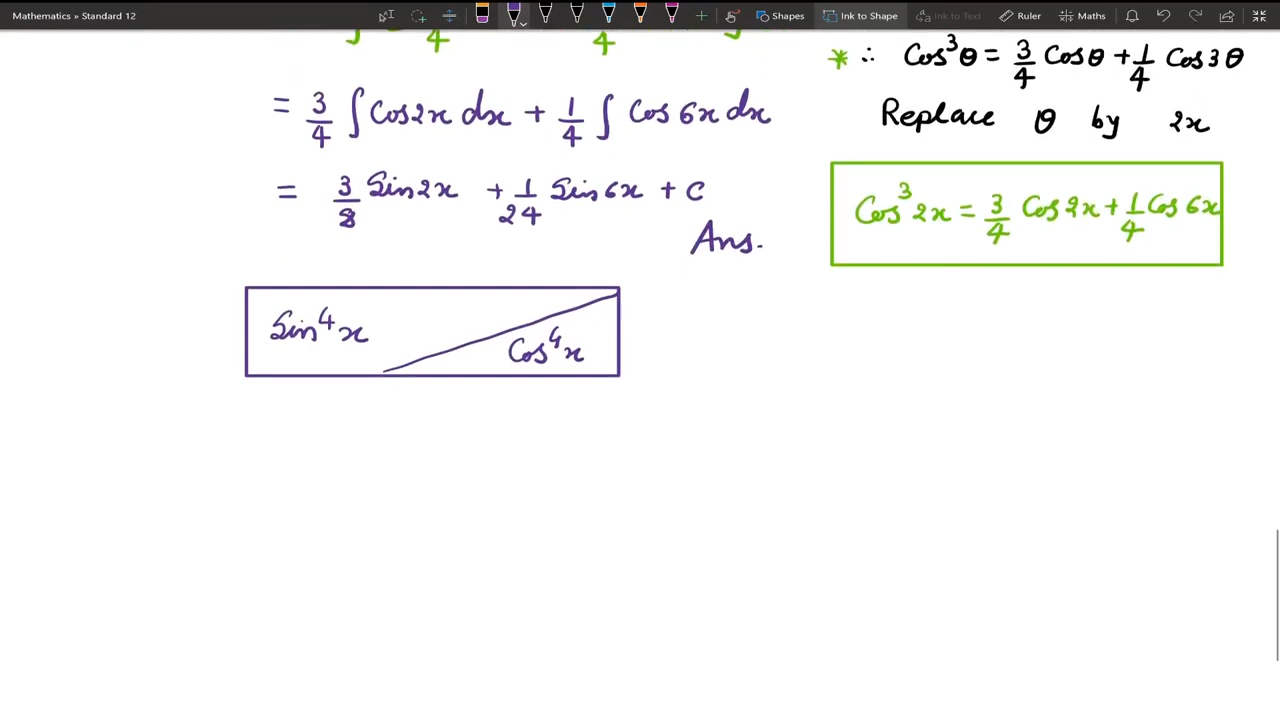 Mathematics » Standard 12
Shapes
Ink to Shape
Ink to Text
Ruler
Maths
4
4
= 3/4 ∫ Cos2x dx + 1/4 ∫ Cos 6x dx
= 3/8 Sin2x + 1/24 Sin6x + C
Ans.
Sin⁴x
Cos⁴x
* ∴ Cos³θ = 3/4 Cosθ + 1/4 Cos3θ
Replace θ by 2x
Cos³2x = 3/4 Cos2x + 1/4 Cos6x